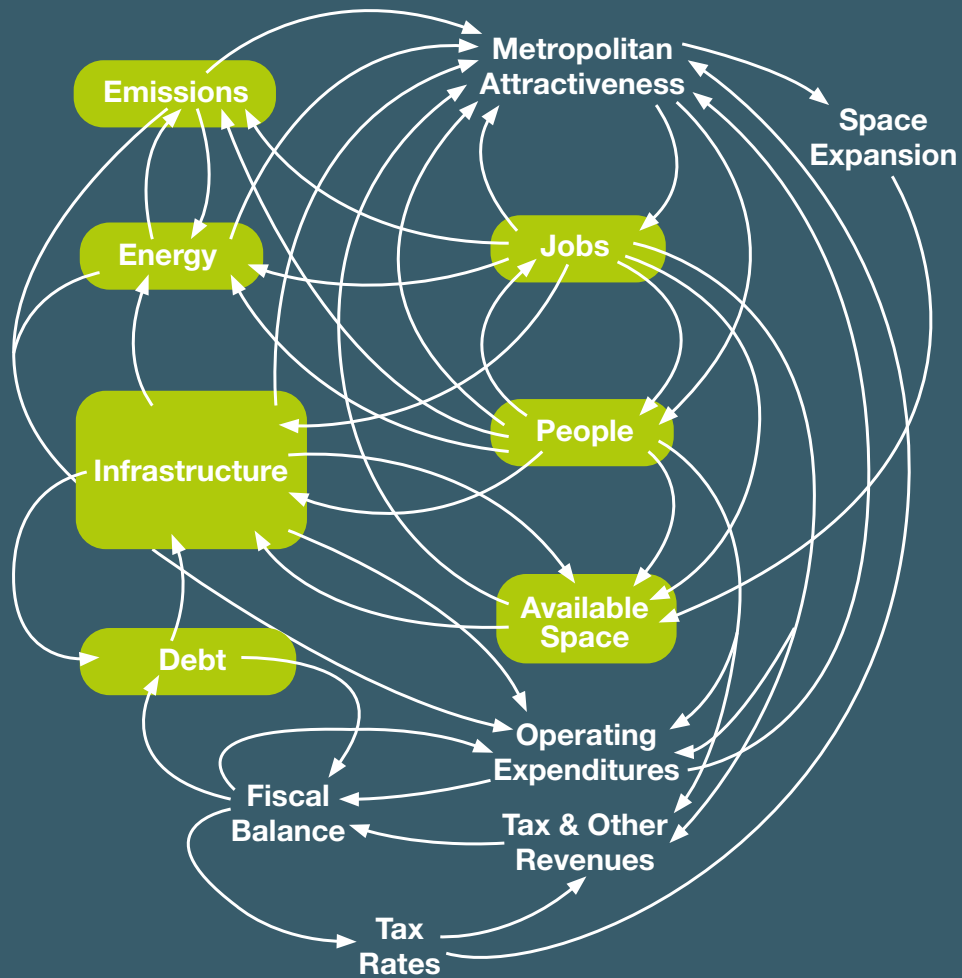 Metropolitan
Attractiveness
Emissions
Space
Expansion
Energy
Jobs
People
Infrastructure
Available
Space
Debt
Operating
Expenditures
Fiscal
Balance
Tax & Other
Revenues
Tax
Rates